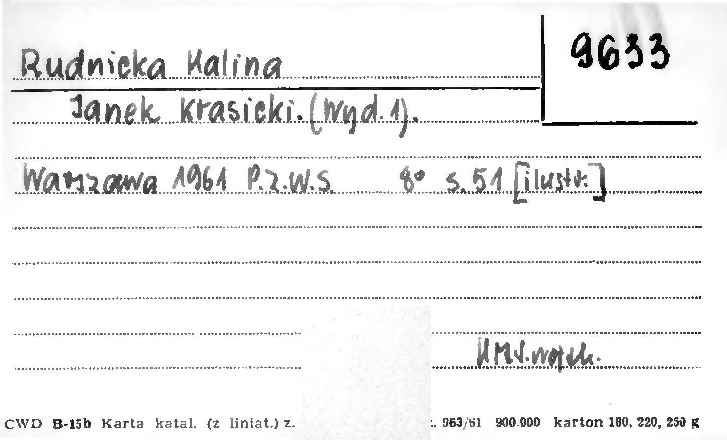 Rudnicka Halina
9633
Janek Krasicki. (Wyd. 1).
Warszawa 1961 P.Z.W.S. 8° s. 51 [ilustr.]
CWD B-15b Karta katal. (z liniat.) z. . 963/61 900.000 karton 180, 220, 250 g